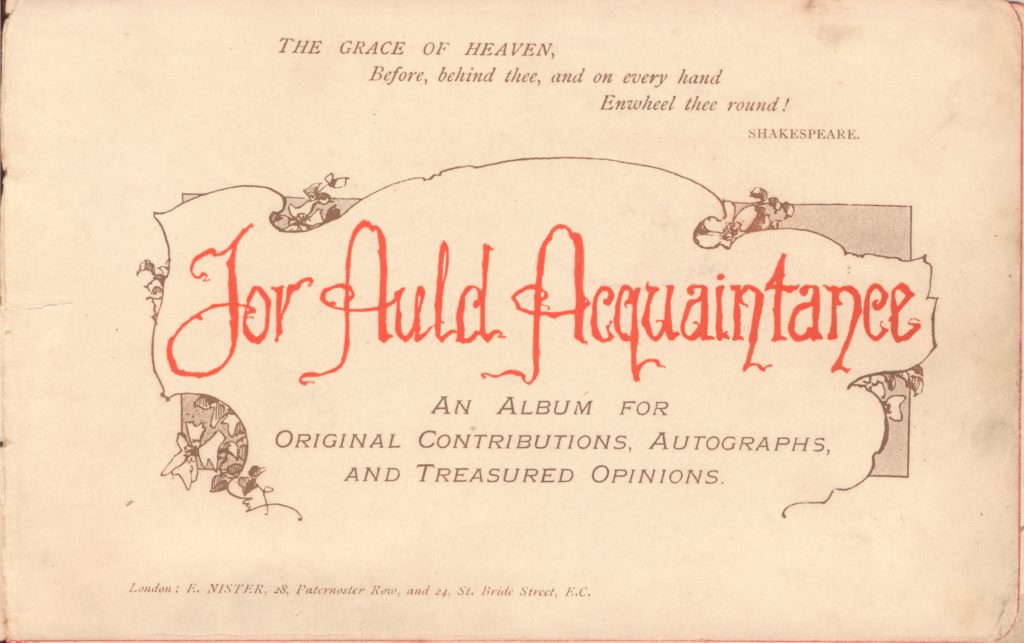 THE GRACE OF HEAVEN,
Before, behind thee, and on every hand
Enwheel thee round!
SHAKESPEARE.
For Auld Acquaintance
AN ALBUM FOR
ORIGINAL CONTRIBUTIONS, AUTOGRAPHS,
AND TREASURED OPINIONS.
London: E. NISTER, 28, Paternoster Row, and 24, St. Bride Street, E.C.